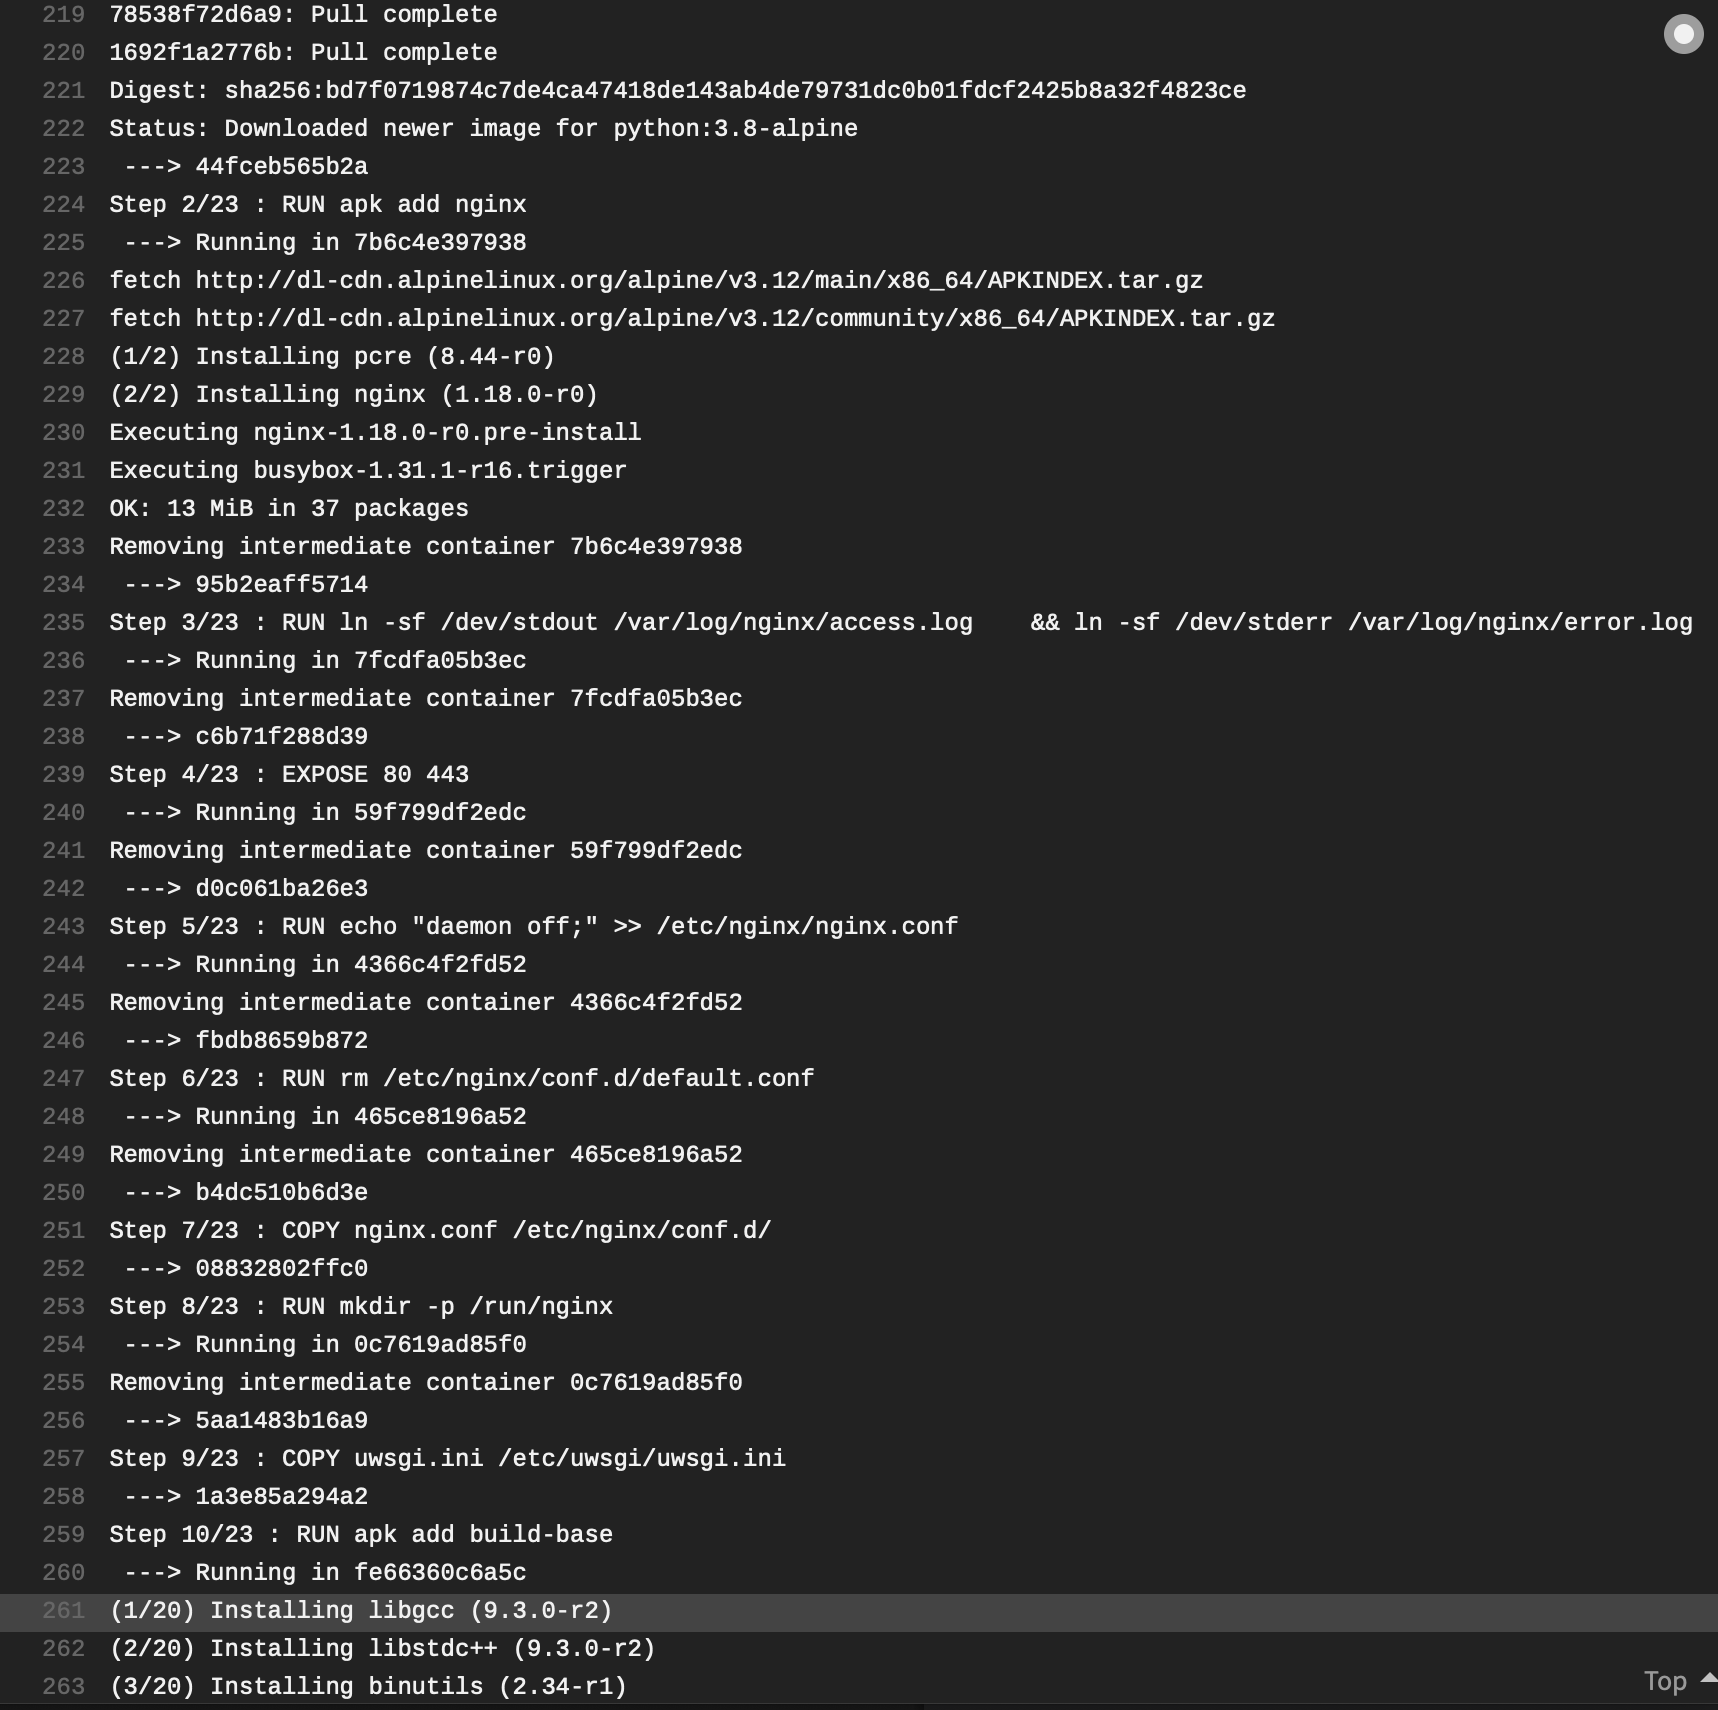 219 78538f72d6a9: Pull complete
220 1692f1a2776b: Pull complete
221 Digest: sha256:bd7f0719874c7de4ca47418de143ab4de79731dc0b01fdcf2425b8a32f4823ce
222 Status: Downloaded newer image for python:3.8-alpine
223  ---> 44fceb565b2a
224 Step 2/23 : RUN apk add nginx
225  ---> Running in 7b6c4e397938
226 fetch http://dl-cdn.alpinelinux.org/alpine/v3.12/main/x86_64/APKINDEX.tar.gz
227 fetch http://dl-cdn.alpinelinux.org/alpine/v3.12/community/x86_64/APKINDEX.tar.gz
228 (1/2) Installing pcre (8.44-r0)
229 (2/2) Installing nginx (1.18.0-r0)
230 Executing nginx-1.18.0-r0.pre-install
231 Executing busybox-1.31.1-r16.trigger
232 OK: 13 MiB in 37 packages
233 Removing intermediate container 7b6c4e397938
234  ---> 95b2eaff5714
235 Step 3/23 : RUN ln -sf /dev/stdout /var/log/nginx/access.log    && ln -sf /dev/stderr /var/log/nginx/error.log
236  ---> Running in 7fcdfa05b3ec
237 Removing intermediate container 7fcdfa05b3ec
238  ---> c6b71f288d39
239 Step 4/23 : EXPOSE 80 443
240  ---> Running in 59f799df2edc
241 Removing intermediate container 59f799df2edc
242  ---> d0c061ba26e3
243 Step 5/23 : RUN echo "daemon off;" >> /etc/nginx/nginx.conf
244  ---> Running in 4366c4f2fd52
245 Removing intermediate container 4366c4f2fd52
246  ---> fbdb8659b872
247 Step 6/23 : RUN rm /etc/nginx/conf.d/default.conf
248  ---> Running in 465ce8196a52
249 Removing intermediate container 465ce8196a52
250  ---> b4dc510b6d3e
251 Step 7/23 : COPY nginx.conf /etc/nginx/conf.d/
252  ---> 08832802ffc0
253 Step 8/23 : RUN mkdir -p /run/nginx
254  ---> Running in 0c7619ad85f0
255 Removing intermediate container 0c7619ad85f0
256  ---> 5aa1483b16a9
257 Step 9/23 : COPY uwsgi.ini /etc/uwsgi/uwsgi.ini
258  ---> 1a3e85a294a2
259 Step 10/23 : RUN apk add build-base
260  ---> Running in fe66360c6a5c
261 (1/20) Installing libgcc (9.3.0-r2)
262 (2/20) Installing libstdc++ (9.3.0-r2)
263 (3/20) Installing binutils (2.34-r1)
Top